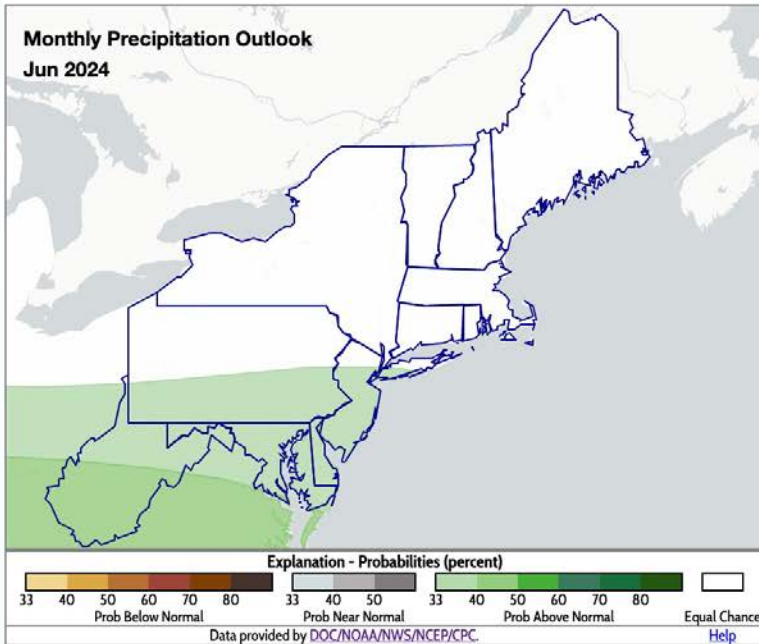 Monthly Precipitation Outlook
Jun 2024
Explanation - Probabilities (percent)
33 40 50 60 70 80 33 40 50 33 40 50 60 70 80
Prob Below Normal Prob Near Normal Prob Above Normal Equal Chance
Data provided by DOC/NOAA/NWS/NCEP/CPC. Help